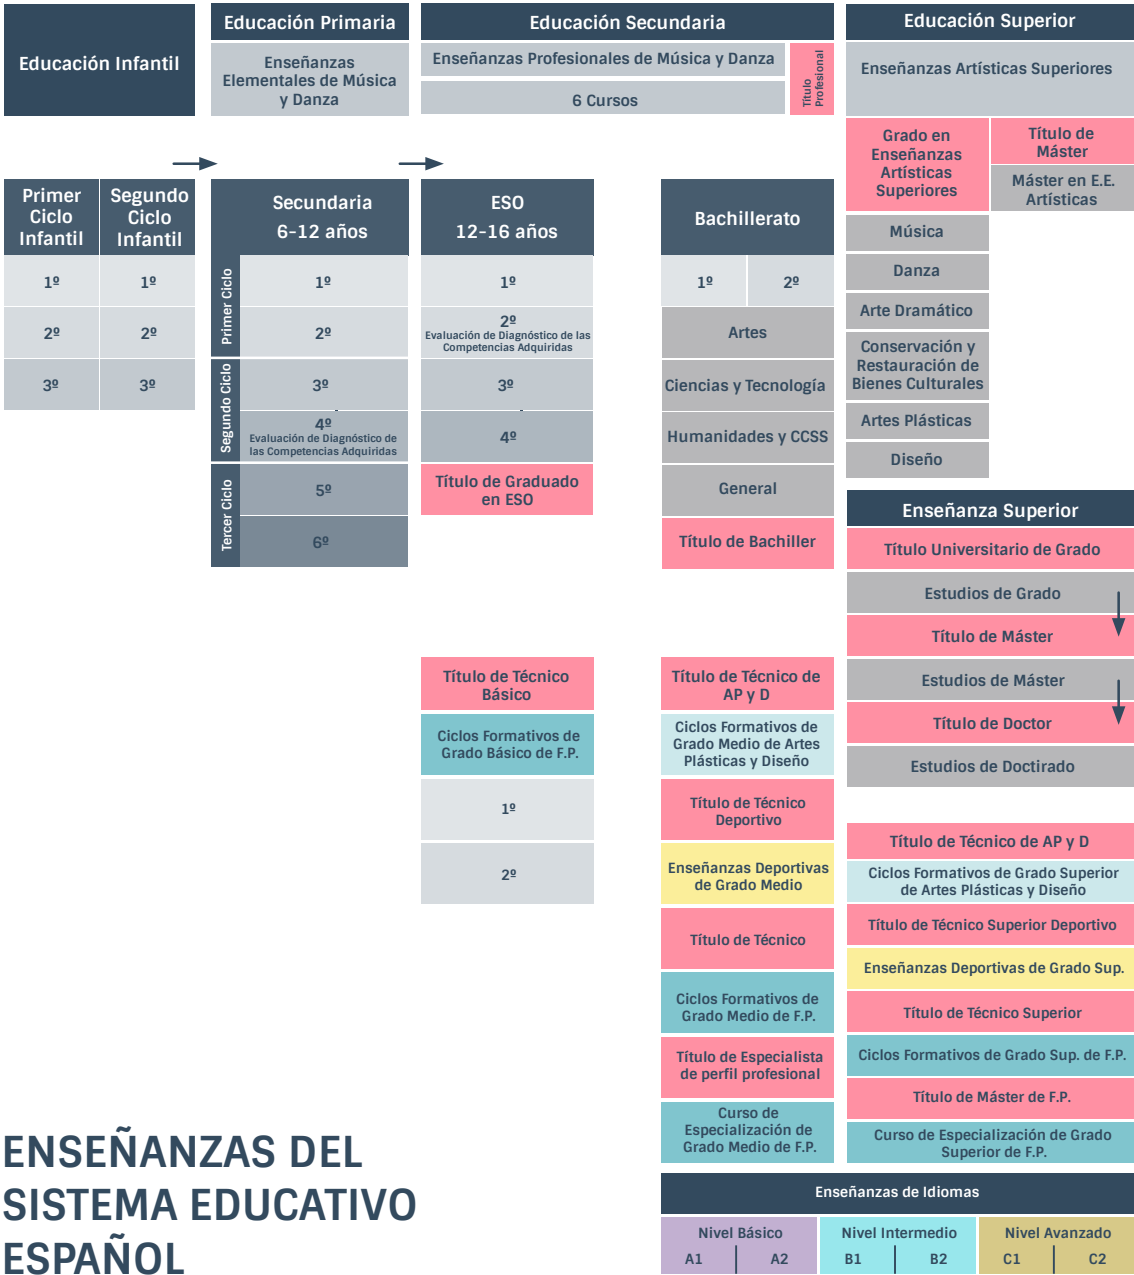 Educación Infantil
Educación Primaria
Enseñanzas
Elementales de Música
y Danza
Educación Secundaria
Enseñanzas Profesionales de Música y Danza
6 Cursos
Título
Profesional
Educación Superior
Enseñanzas Artísticas Superiores
Grado en
Enseñanzas
Artísticas
Superiores
Título de
Máster
Máster en E.E.
Artísticas
Música
Danza
Arte Dramático
Conservación y
Restauración de
Bienes Culturales
Artes Plásticas
Diseño
Primer
Ciclo
Infantil
1º
2º
3º
Segundo
Ciclo
Infantil
1º
2º
3º
Secundaria
6-12 años
Primer Ciclo
1º
2º
Segundo Ciclo
3º
4º
Evaluación de Diagnóstico de
las Competencias Adquiridas
Tercer Ciclo
5º
6º
ESO
12-16 años
1º
2º
Evaluación de Diagnóstico de las
Competencias Adquiridas
3º
4º
Título de Graduado
en ESO
Bachillerato
1º
2º
Artes
Ciencias y Tecnología
Humanidades y CCSS
General
Título de Bachiller
Enseñanza Superior
Título Universitario de Grado
Estudios de Grado
Título de Máster
Estudios de Máster
Título de Doctor
Estudios de Doctirado
Título de Técnico
Básico
Ciclos Formativos de
Grado Básico de F.P.
1º
2º
Título de Técnico de
AP y D
Ciclos Formativos de
Grado Medio de Artes
Plásticas y Diseño
Título de Técnico
Deportivo
Enseñanzas Deportivas
de Grado Medio
Título de Técnico
Ciclos Formativos de
Grado Medio de F.P.
Título de Especialista
de perfil profesional
Curso de
Especialización de
Grado Medio de F.P.
Título de Técnico de AP y D
Ciclos Formativos de Grado Superior
de Artes Plásticas y Diseño
Título de Técnico Superior Deportivo
Enseñanzas Deportivas de Grado Sup.
Título de Técnico Superior
Ciclos Formativos de Grado Sup. de F.P.
Título de Máster de F.P.
Curso de Especialización de Grado
Superior de F.P.
Enseñanzas de Idiomas
Nivel Básico
A1
A2
Nivel Intermedio
B1
B2
Nivel Avanzado
C1
C2
ENSEÑANZAS DEL
SISTEMA EDUCATIVO
ESPAÑOL